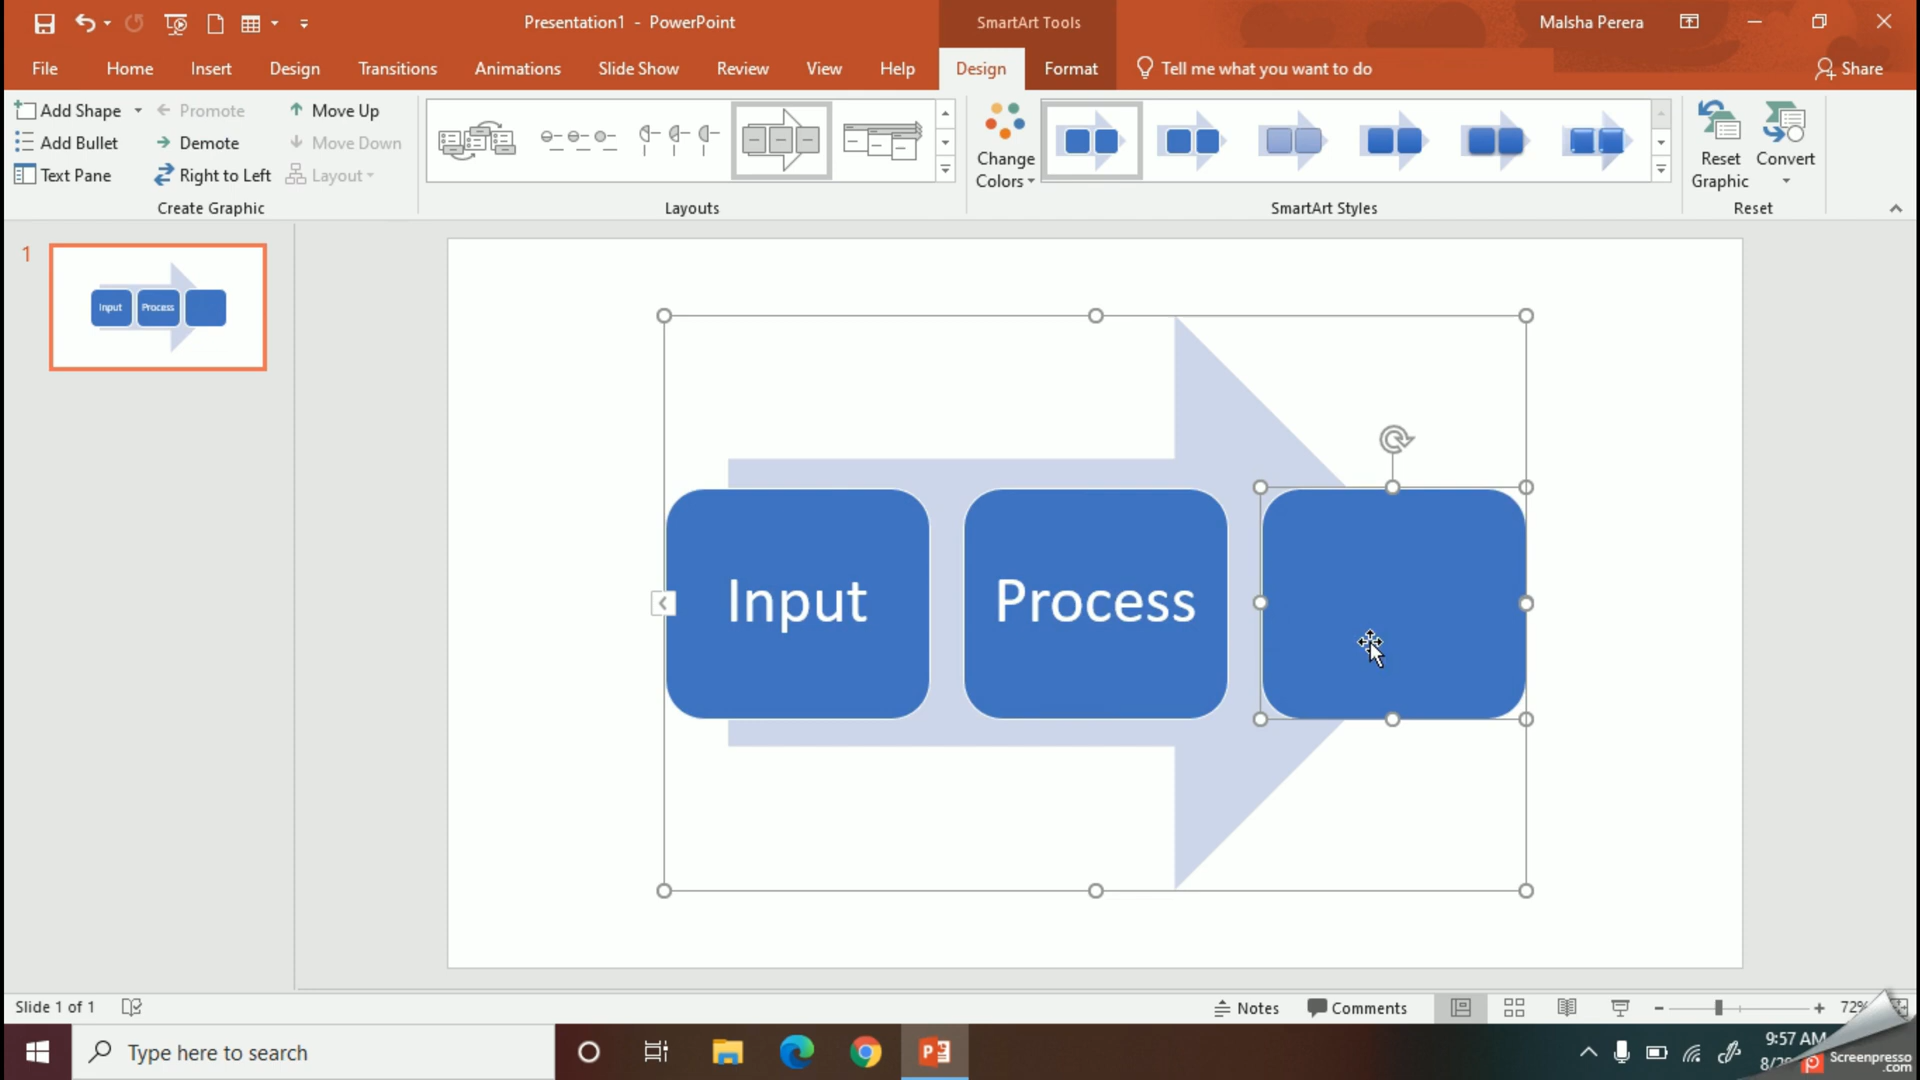 Presentation1 - PowerPoint
SmartArt Tools
Malsha Perera
File Home Insert Design Transitions Animations Slide Show Review View Help Design Format Tell me what you want to do Share
Add Shape Promote Move Up
Add Bullet Demote Move Down
Text Pane Right to Left Layout
Create Graphic
Layouts
Change
Colors
SmartArt Styles
Reset
Graphic
Convert
Reset
1
Input Process
Input Process
Slide 1 of 1
Notes Comments
Type here to search
9:57 AM
Screenpresso
.com